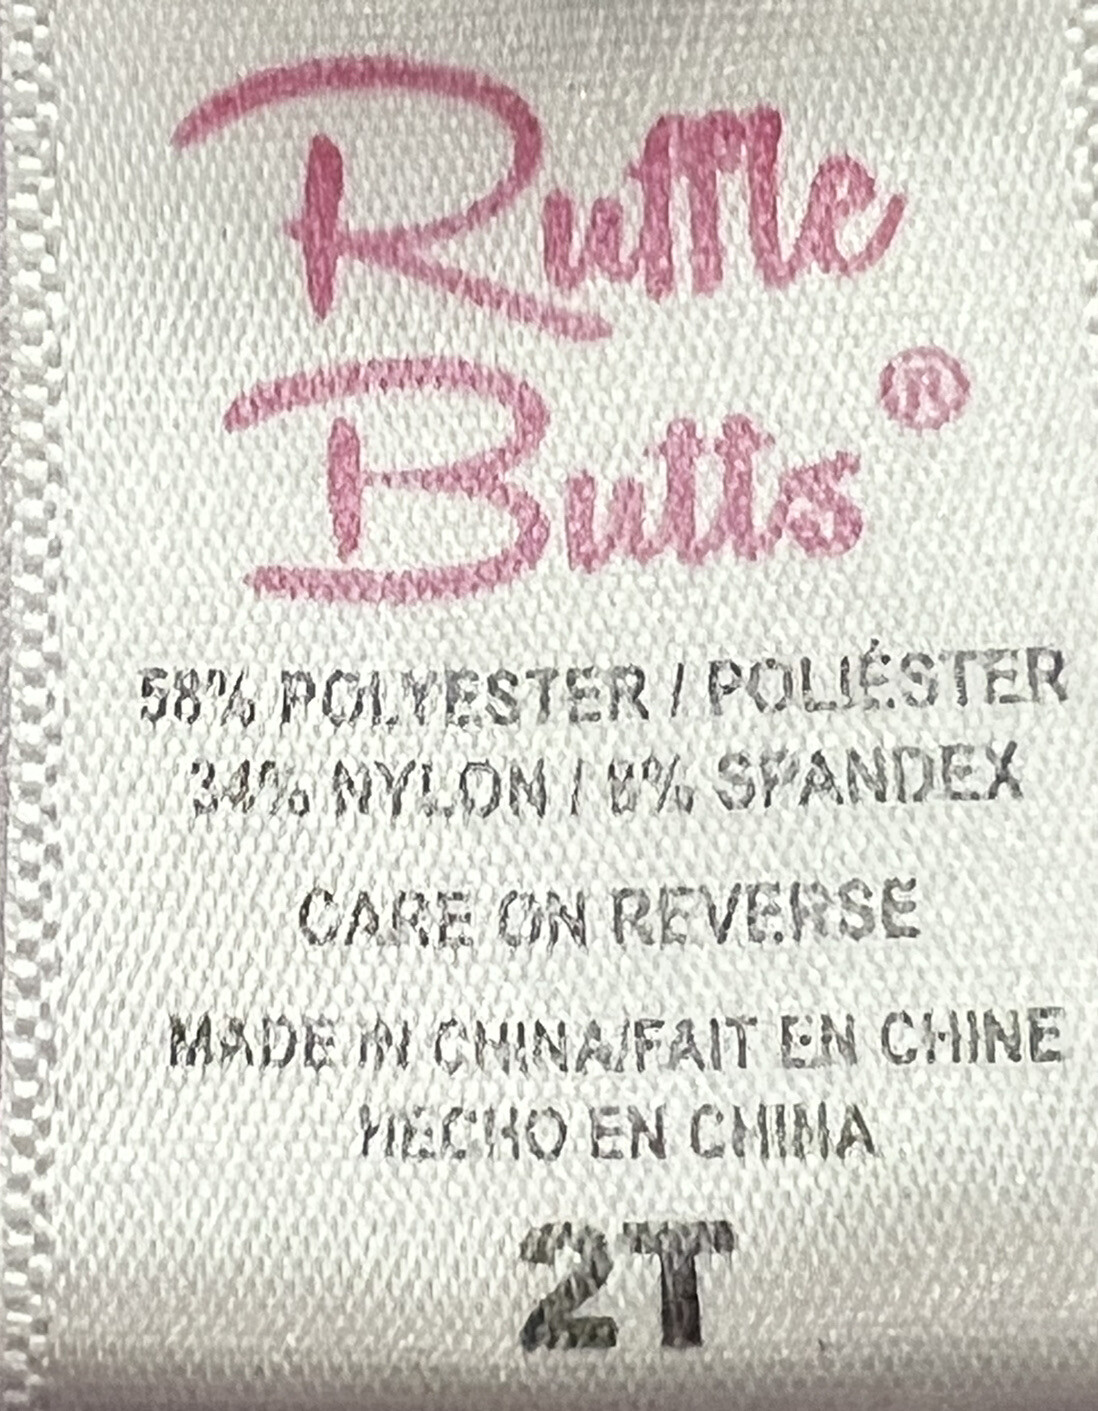 Ruffle
Butts®
58% POLYESTER / POLIÉSTER
34% NYLON / 8% SPANDEX
CARE ON REVERSE
MADE IN CHINA/FAIT EN CHINE
HECHO EN CHINA
2T